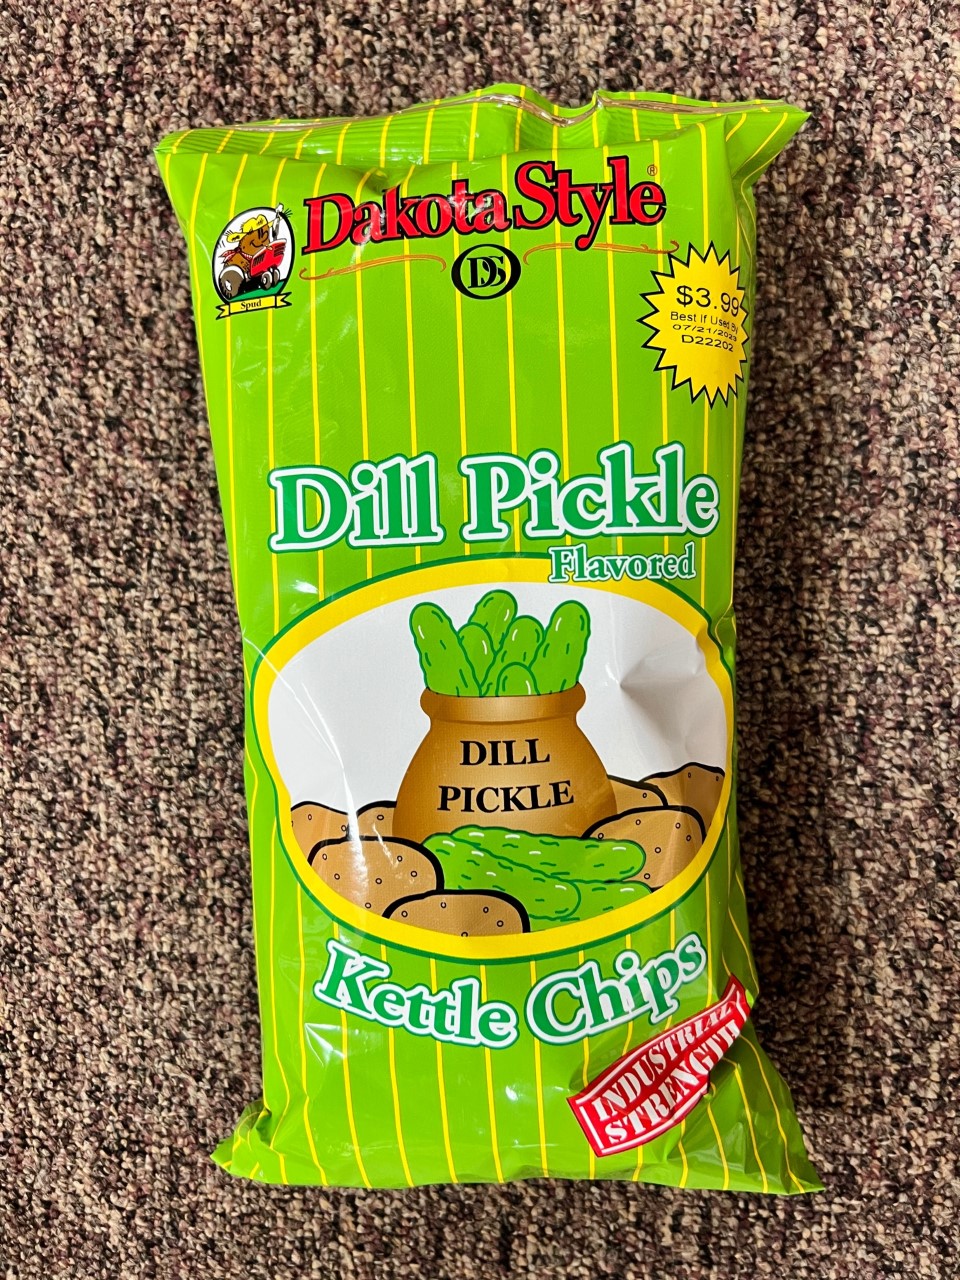 Dakota Style®
DS
Spud
$3.99
Best If Used By
07/21/2023
D22202
Dill Pickle
Flavored
DILL
PICKLE
Kettle Chips
INDUSTRIAL
STRENGTH